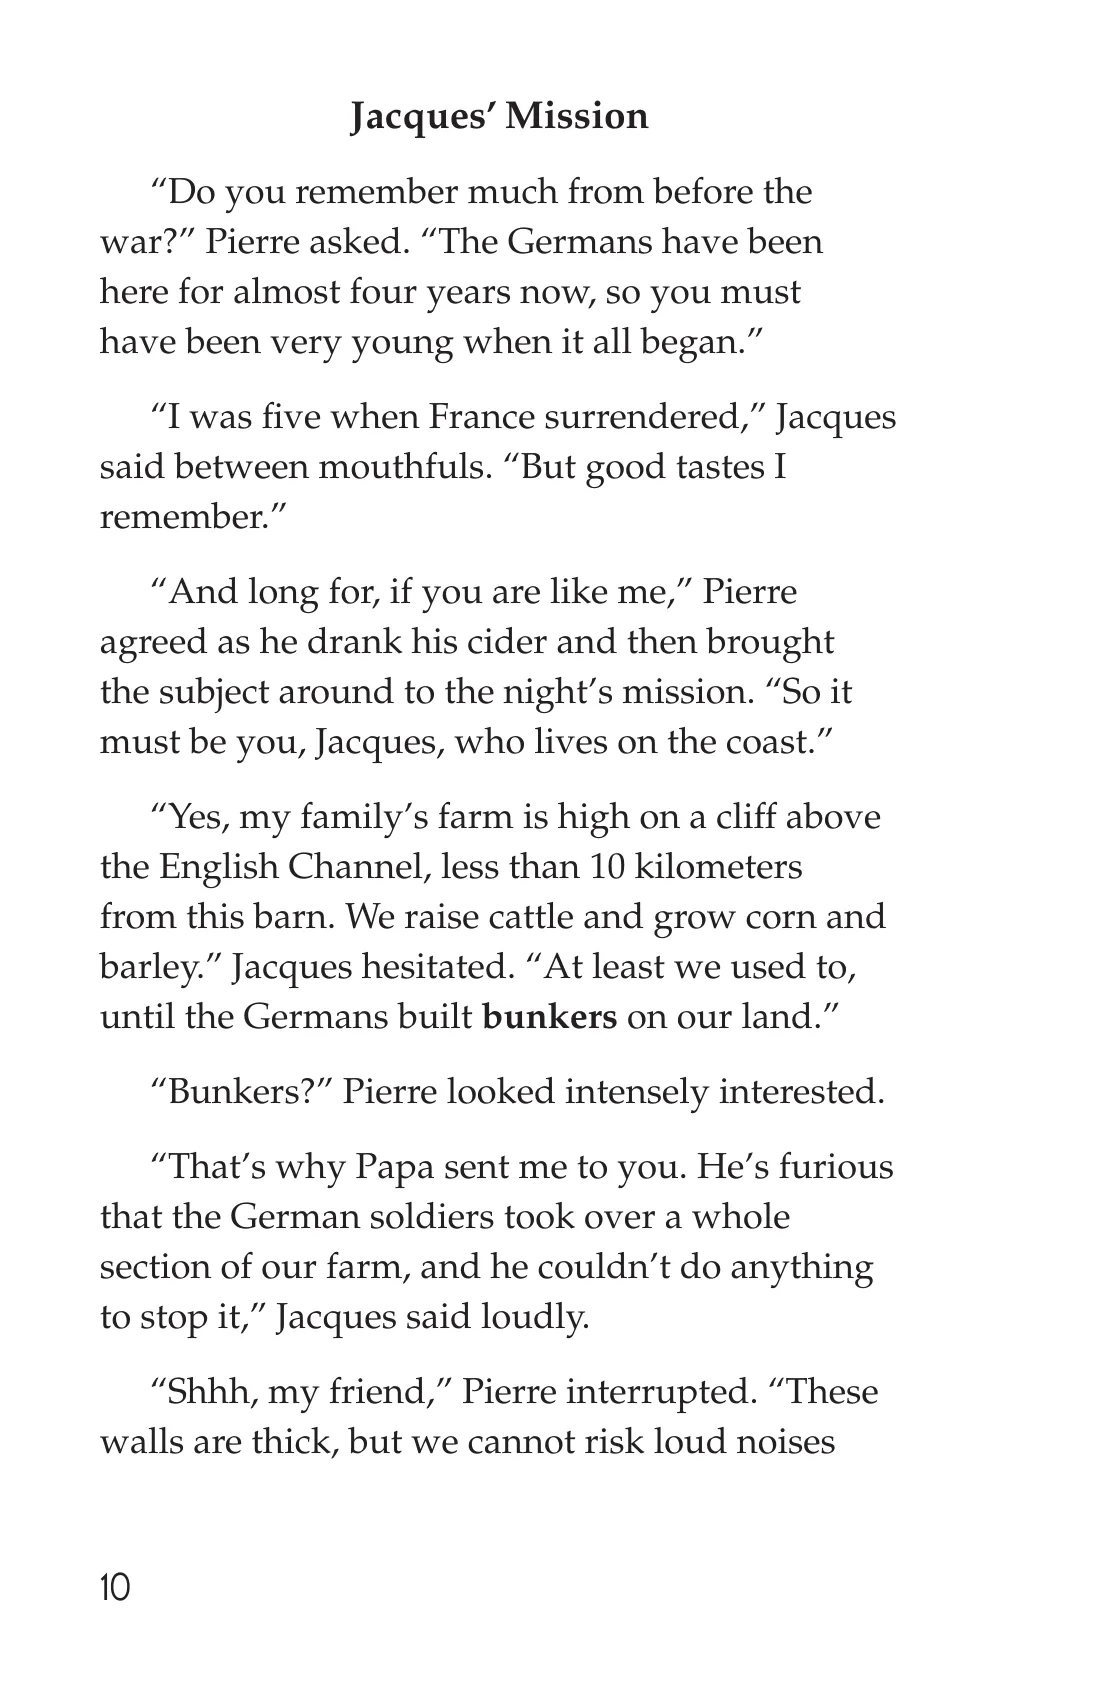 Jacques’ Mission
“Do you remember much from before the
war?” Pierre asked. “The Germans have been
here for almost four years now, so you must
have been very young when it all began.”
“I was five when France surrendered,” Jacques
said between mouthfuls. “But good tastes I
remember.”
“And long for, if you are like me,” Pierre
agreed as he drank his cider and then brought
the subject around to the night’s mission. “So it
must be you, Jacques, who lives on the coast.”
“Yes, my family’s farm is high on a cliff above
the English Channel, less than 10 kilometers
from this barn. We raise cattle and grow corn and
barley.” Jacques hesitated. “At least we used to,
until the Germans built bunkers on our land.”
“Bunkers?” Pierre looked intensely interested.
“That’s why Papa sent me to you. He’s furious
that the German soldiers took over a whole
section of our farm, and he couldn’t do anything
to stop it,” Jacques said loudly.
“Shhh, my friend,” Pierre interrupted. “These
walls are thick, but we cannot risk loud noises
10